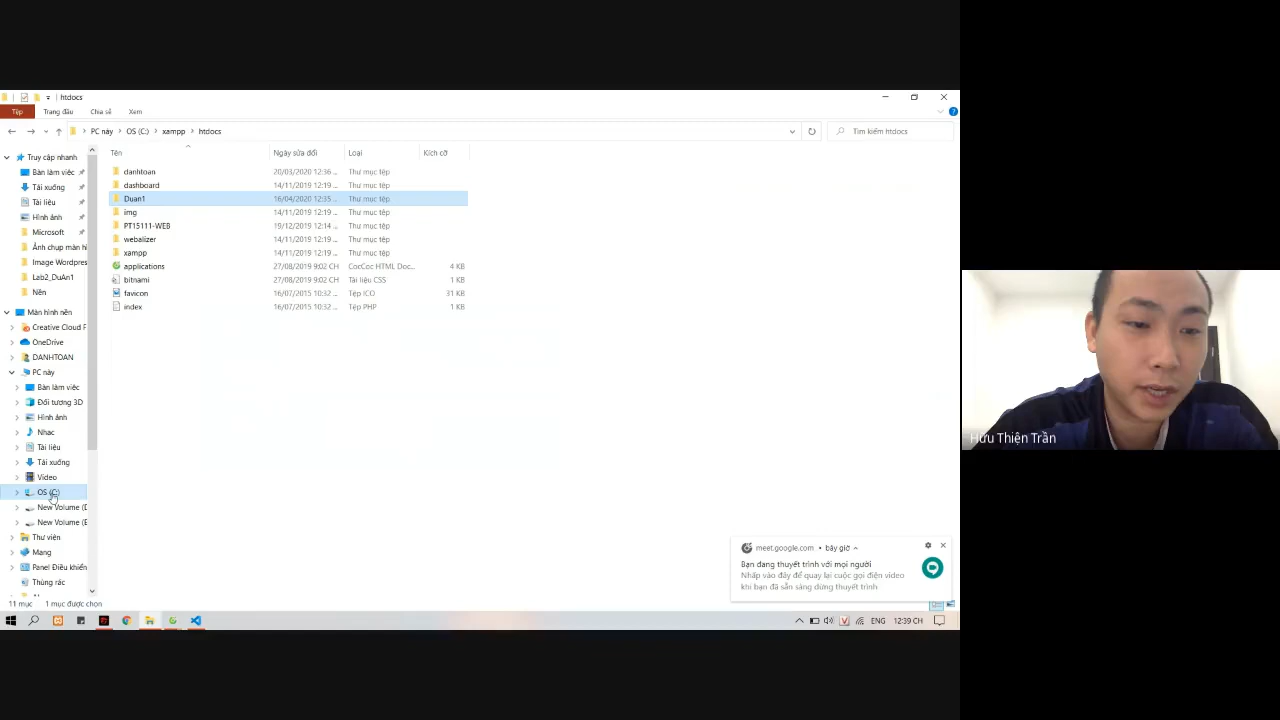 htdocs
Tệp Trang đầu Chia sẻ Xem
PC này > OS (C:) > xampp > htdocs
Tìm kiếm htdocs
Tên Ngày sửa đổi Loại Kích cỡ
danhtoan 20/03/2020 12:36 ... Thư mục tệp
dashboard 14/11/2019 12:19 ... Thư mục tệp
Duan1 16/04/2020 12:35 ... Thư mục tệp
img 14/11/2019 12:19 ... Thư mục tệp
PT15111-WEB 19/12/2019 12:14 ... Thư mục tệp
webalizer 14/11/2019 12:19 ... Thư mục tệp
xampp 14/11/2019 12:19 ... Thư mục tệp
applications 27/08/2019 9:02 CH CocCoc HTML Doc... 4 KB
bitnami 27/08/2019 9:02 CH Tài liệu CSS 1 KB
favicon 16/07/2015 10:32 ... Tệp ICO 31 KB
index 16/07/2015 10:32 ... Tệp PHP 1 KB
Truy cập nhanh
Bàn làm việc
Tải xuống
Tài liệu
Hình ảnh
Microsoft
Ảnh chụp màn hì
Image Wordpres
Lab2_DuAn1
Nền
Màn hình nền
Creative Cloud F
OneDrive
DANHTOAN
PC này
Bàn làm việc
Đối tượng 3D
Hình ảnh
Nhạc
Tài liệu
Tải xuống
Video
OS (C:)
New Volume (D
New Volume (E
Thư viện
Mạng
Panel Điều khiển
Thùng rác
11 mục 1 mục được chọn
meet.google.com • bây giờ
Bạn đang thuyết trình với mọi người
Nhấp vào đây để quay lại cuộc gọi điện video
khi bạn đã sẵn sàng dừng thuyết trình
ENG 12:39 CH
Hưu Thiện Trần